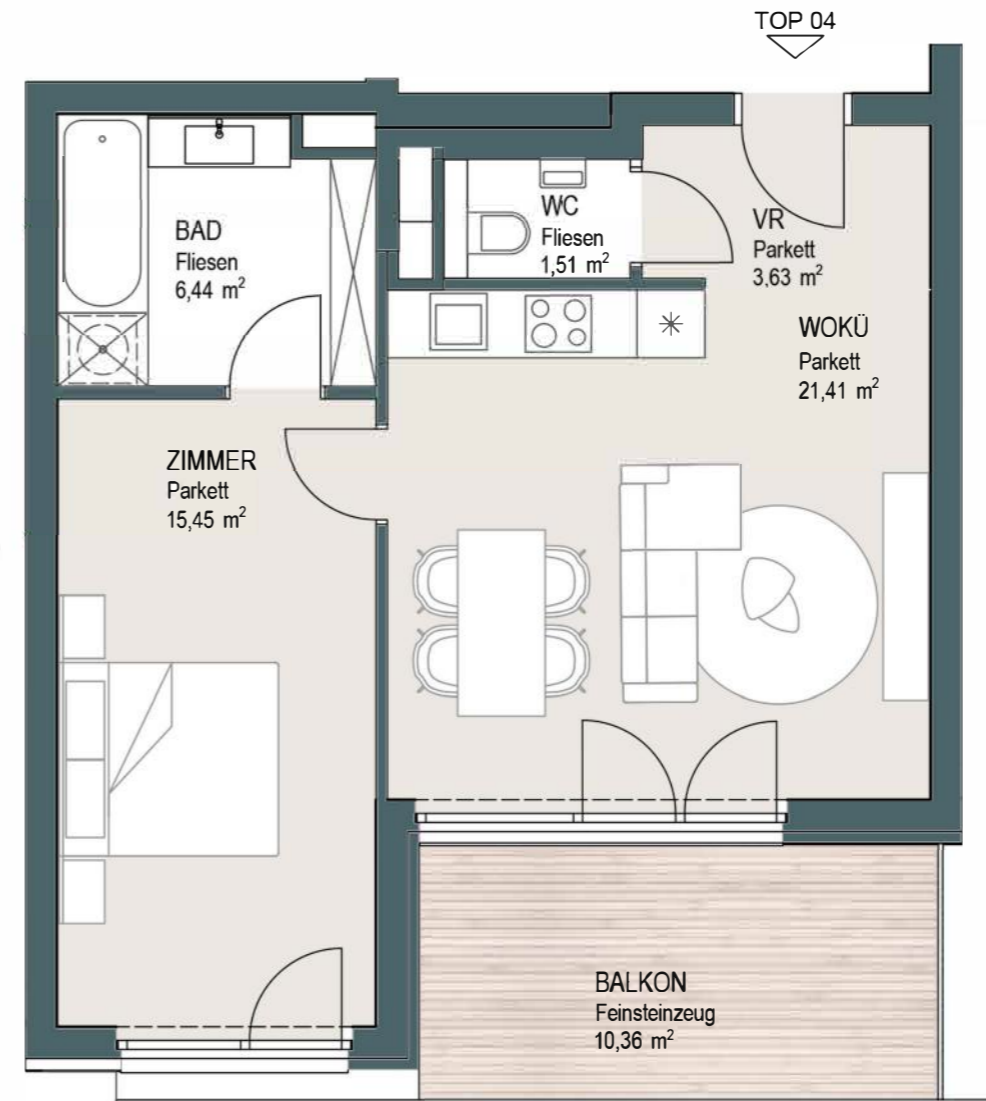 TOP 04
BAD
Fliesen
6,44 m²
WC
Fliesen
1,51 m²
VR
Parkett
3,63 m²
WOKÜ
Parkett
21,41 m²
ZIMMER
Parkett
15,45 m²
BALKON
Feinsteinzeug
10,36 m²